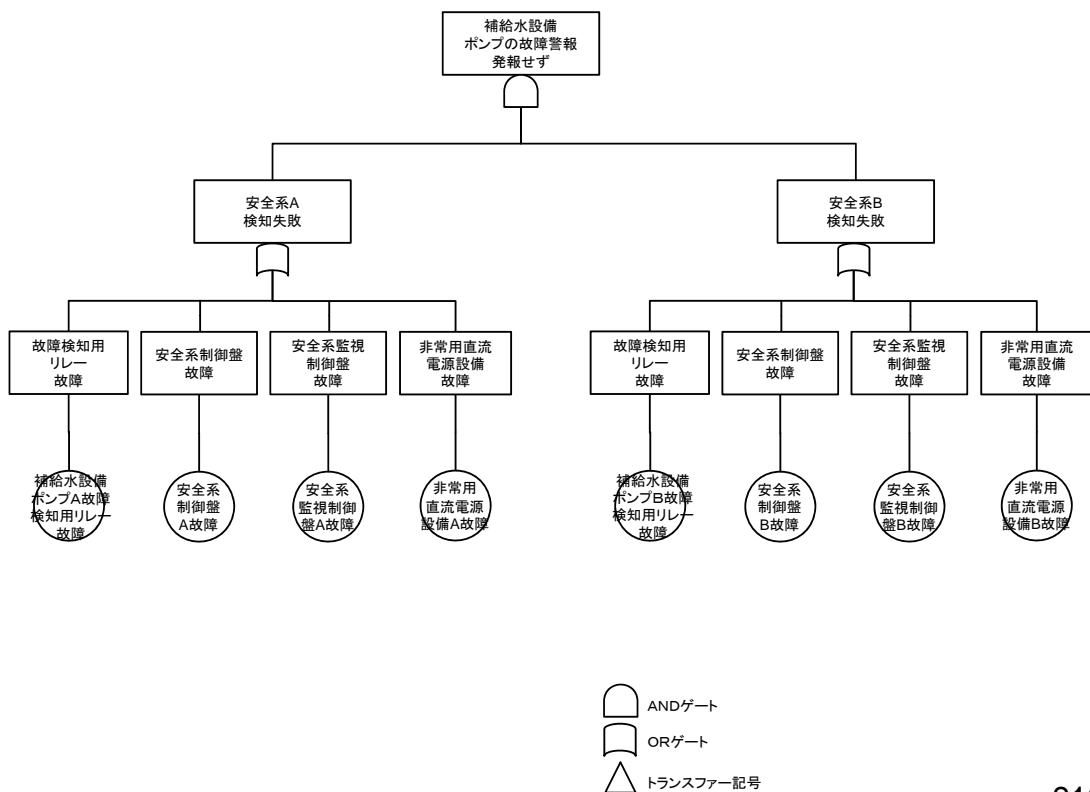 補給水設備
ポンプの故障警報
発報せず
安全系A
検知失敗
安全系B
検知失敗
故障検知用
リレー
故障
安全系制御盤
故障
安全系監視
制御盤
故障
非常用直流
電源設備
故障
故障検知用
リレー
故障
安全系制御盤
故障
安全系監視
制御盤
故障
非常用直流
電源設備
故障
補給水設備
ポンプA故障
検知用リレー
故障
安全系
制御盤
A故障
安全系
監視制御
盤A故障
非常用
直流電源
設備A故障
補給水設備
ポンプB故障
検知用リレー
故障
安全系
制御盤
B故障
安全系
監視制御
盤B故障
非常用
直流電源
設備B故障
ANDゲート
ORゲート
トランスファー記号